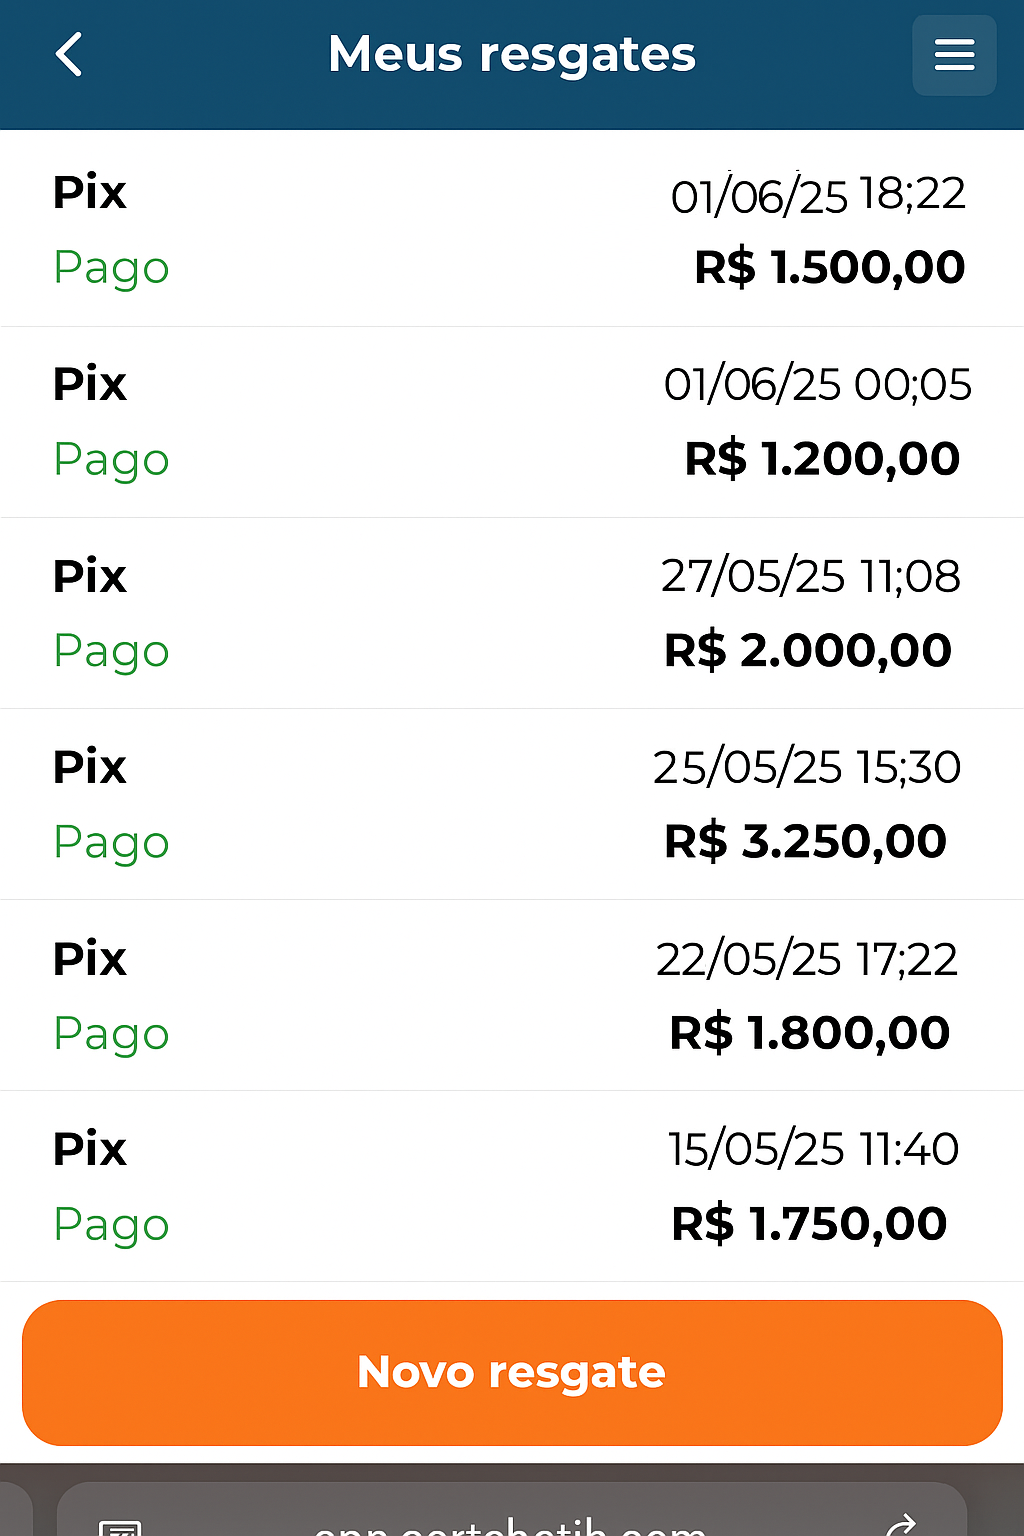 Meus resgates
Pix 01/06/25 18;22
Pago R$ 1.500,00
Pix 01/06/25 00;05
Pago R$ 1.200,00
Pix 27/05/25 11;08
Pago R$ 2.000,00
Pix 25/05/25 15;30
Pago R$ 3.250,00
Pix 22/05/25 17;22
Pago R$ 1.800,00
Pix 15/05/25 11:40
Pago R$ 1.750,00
Novo resgate